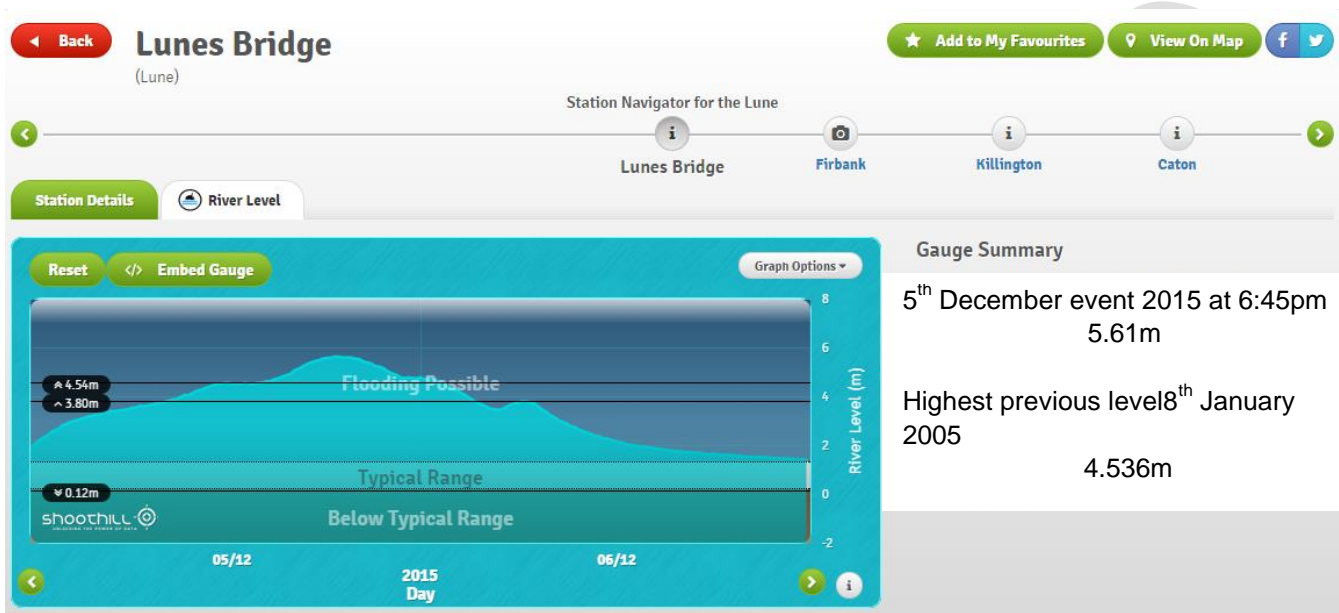 Back
Lunes Bridge
(Lune)
Add to My Favourites
View On Map
Station Navigator for the Lune
Lunes Bridge
Firbank
Killington
Caton
Station Details
River Level
Reset
</> Embed Gauge
Graph Options
8
6
4
2
0
-2
River Level (m)
4.54m
3.80m
0.12m
Flooding Possible
Typical Range
Below Typical Range
shoothill
05/12
06/12
2015
Day
Gauge Summary
5th December event 2015 at 6:45pm
5.61m
Highest previous level8th January
2005
4.536m